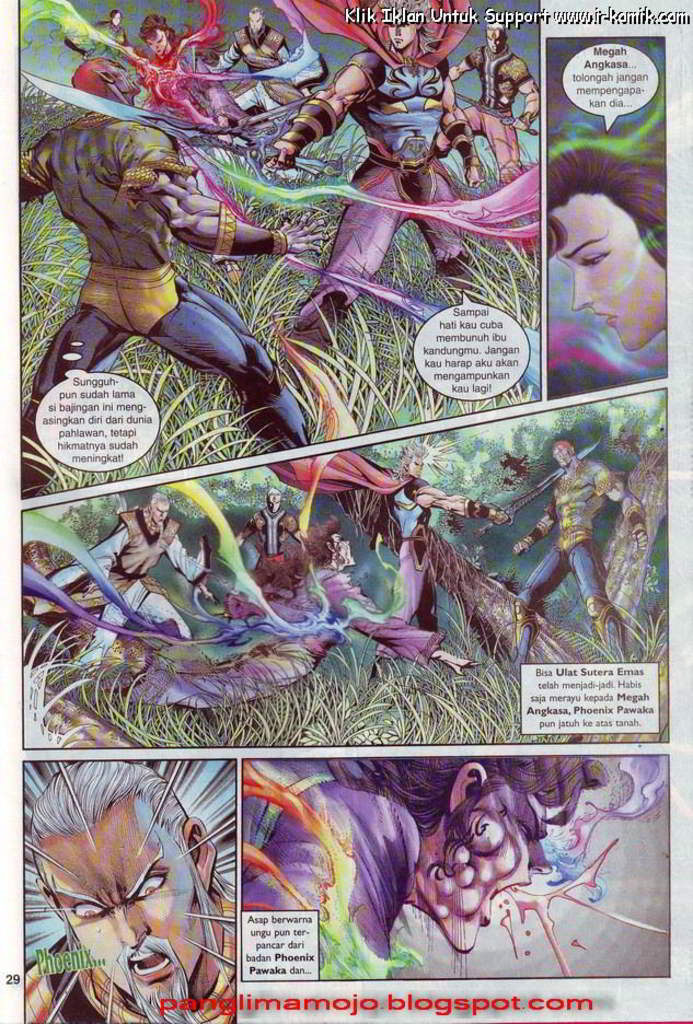 Klik Iklan Untuk Support www.ir-komik.com
Megah
Angkasa...
tolongah jangan
mempengapa-
kan dia...
Sampai
hati kau cuba
membunuh ibu
kandungmu. Jangan
kau harap aku akan
mengampunkan
kau lagi!
Sungguh-
pun sudah lama
si bajingan ini meng-
asingkan diri dari dunia
pahlawan, tetapi
hikmatnya sudah
meningkat!
Bisa Ulat Sutera Emas
telah menjadi-jadi. Habis
saja merayu kepada Megah
Angkasa, Phoenix Pawaka
pun jatuh ke atas tanah.
Phoenix...
Asap berwarna
ungu pun ter-
pancar dari
badan Phoenix
Pawaka dan...
29
panglimamojo.blogspot.com